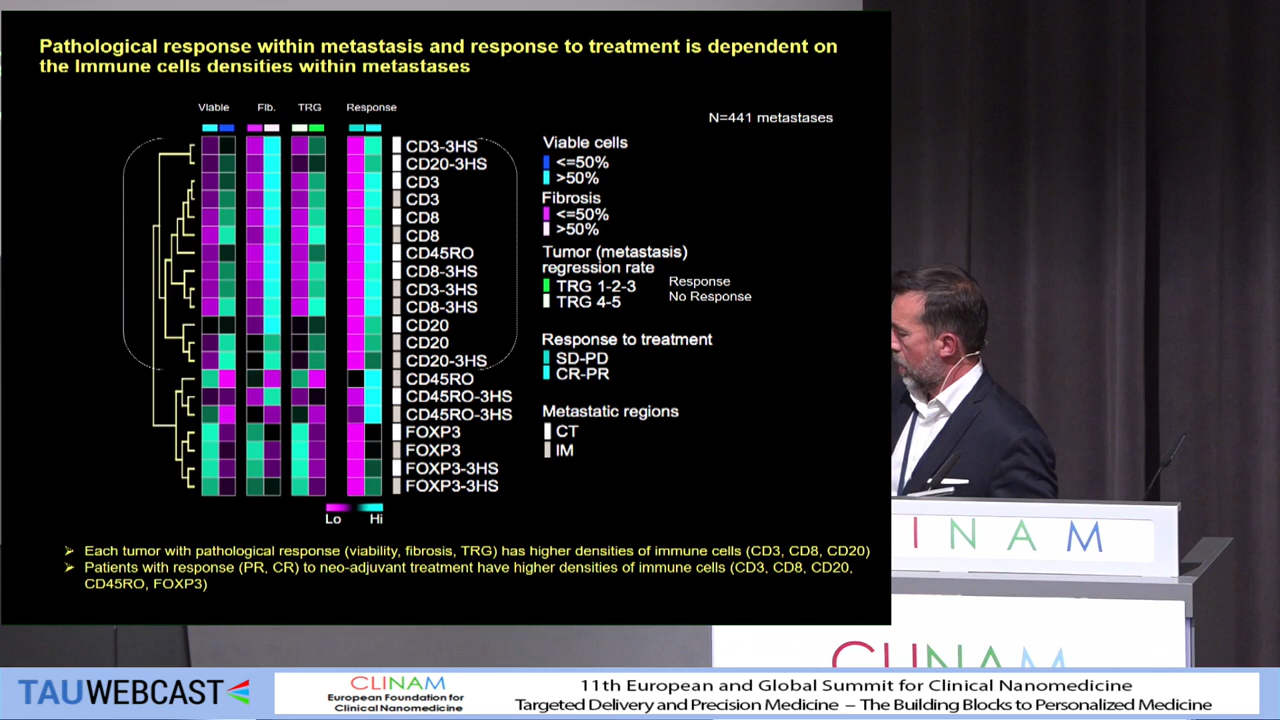 Pathological response within metastasis and response to treatment is dependent on
the Immune cells densities within metastases
Viable Fib. TRG Response
N=441 metastases
CD3-3HS
CD20-3HS
CD3
CD3
CD8
CD8
CD45RO
CD8-3HS
CD3-3HS
CD8-3HS
CD20
CD20
CD20-3HS
CD45RO
CD45RO-3HS
CD45RO-3HS
FOXP3
FOXP3
FOXP3-3HS
FOXP3-3HS
Lo Hi
Viable cells
<=50%
>50%
Fibrosis
<=50%
>50%
Tumor (metastasis)
regression rate
TRG 1-2-3 Response
TRG 4-5 No Response
Response to treatment
SD-PD
CR-PR
Metastatic regions
CT
IM
➢ Each tumor with pathological response (viability, fibrosis, TRG) has higher densities of immune cells (CD3, CD8, CD20)
➢ Patients with response (PR, CR) to neo-adjuvant treatment have higher densities of immune cells (CD3, CD8, CD20,
CD45RO, FOXP3)
INAM
CLINAM
TAUWEBCAST
CLINAM
European Foundation for
Clinical Nanomedicine
11th European and Global Summit for Clinical Nanomedicine
Targeted Delivery and Precision Medicine – The Building Blocks to Personalized Medicine